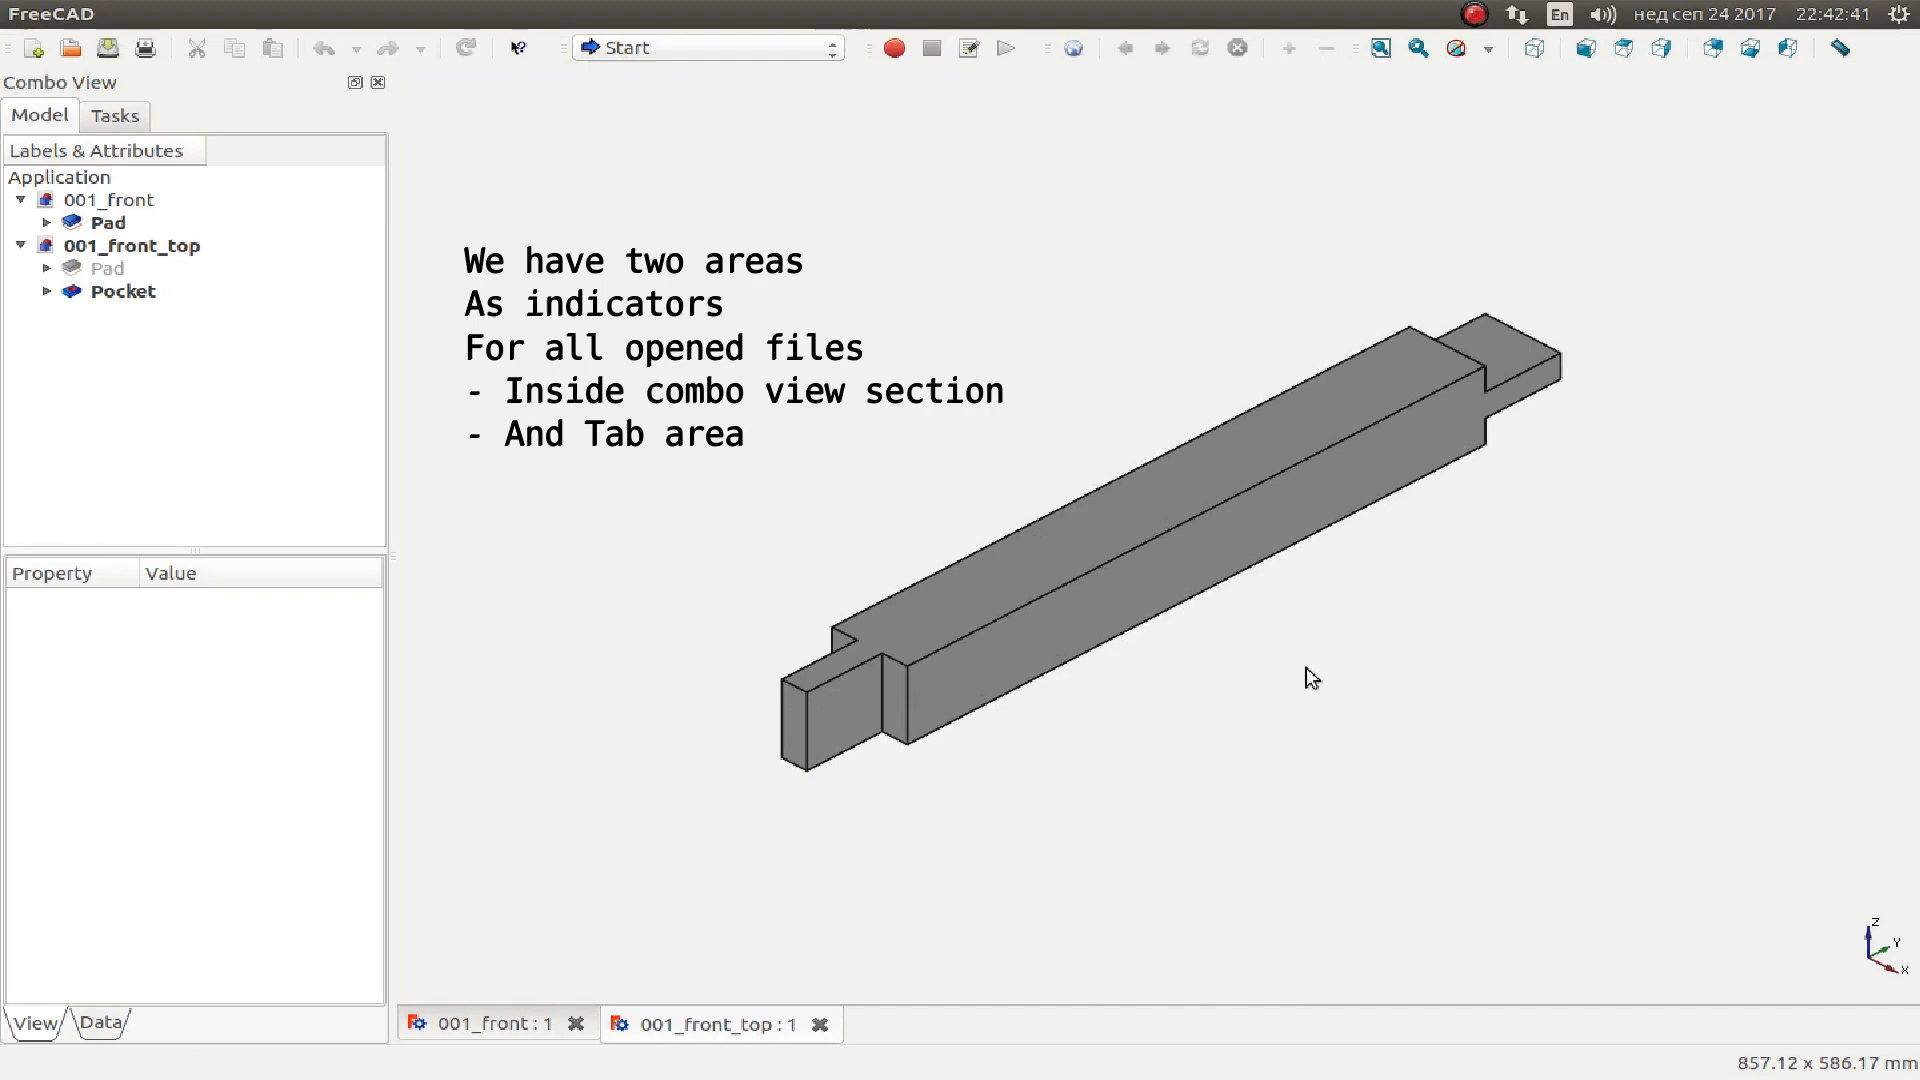 FreeCAD
En
нед сеп 24 2017
22:42:41
Start
Combo View
Model
Tasks
Labels & Attributes
Application
001_front
Pad
001_front_top
Pad
Pocket
We have two areas
As indicators
For all opened files
- Inside combo view section
- And Tab area
Property
Value
Z
Y
X
View
Data
001_front : 1
001_front_top : 1
857.12 x 586.17 mm